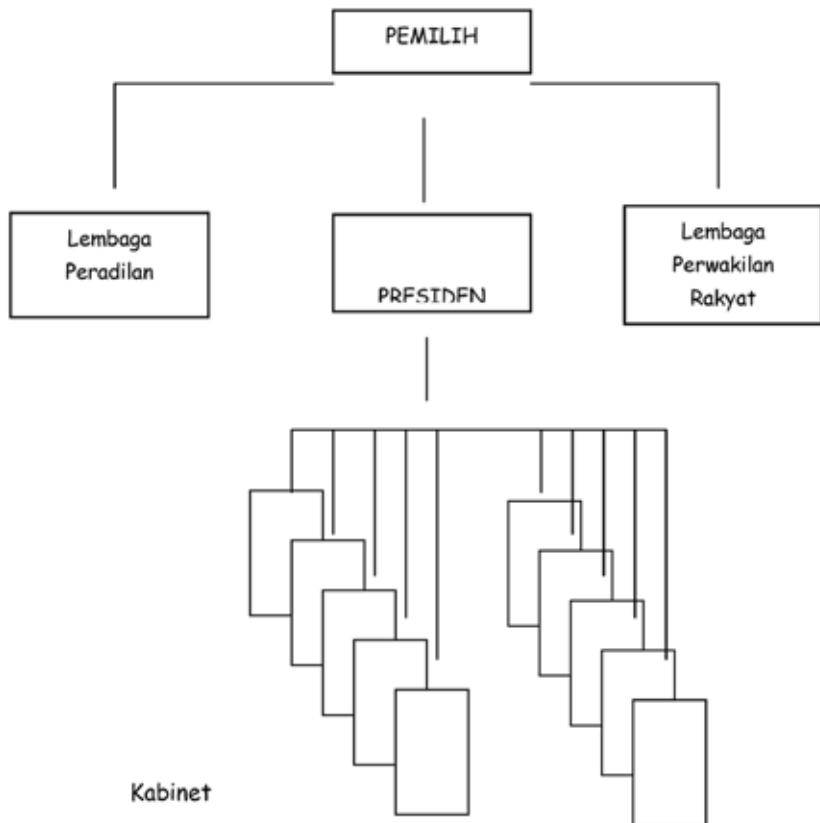 PEMILIH
Lembaga
Peradilan
PRESIDEN
Lembaga
Perwakilan
Rakyat
Kabinet